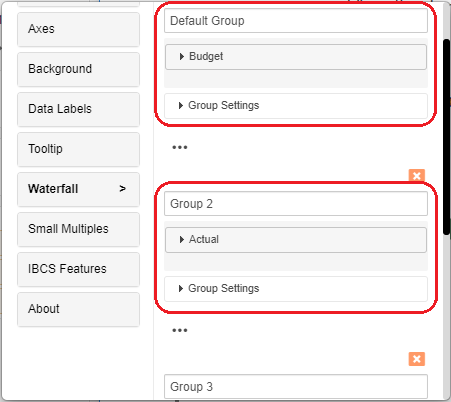 Axes
Background
Data Labels
Tooltip
Waterfall >
Small Multiples
IBCS Features
About
Default Group
Budget
Group Settings
•••
Group 2
Actual
Group Settings
•••
Group 3